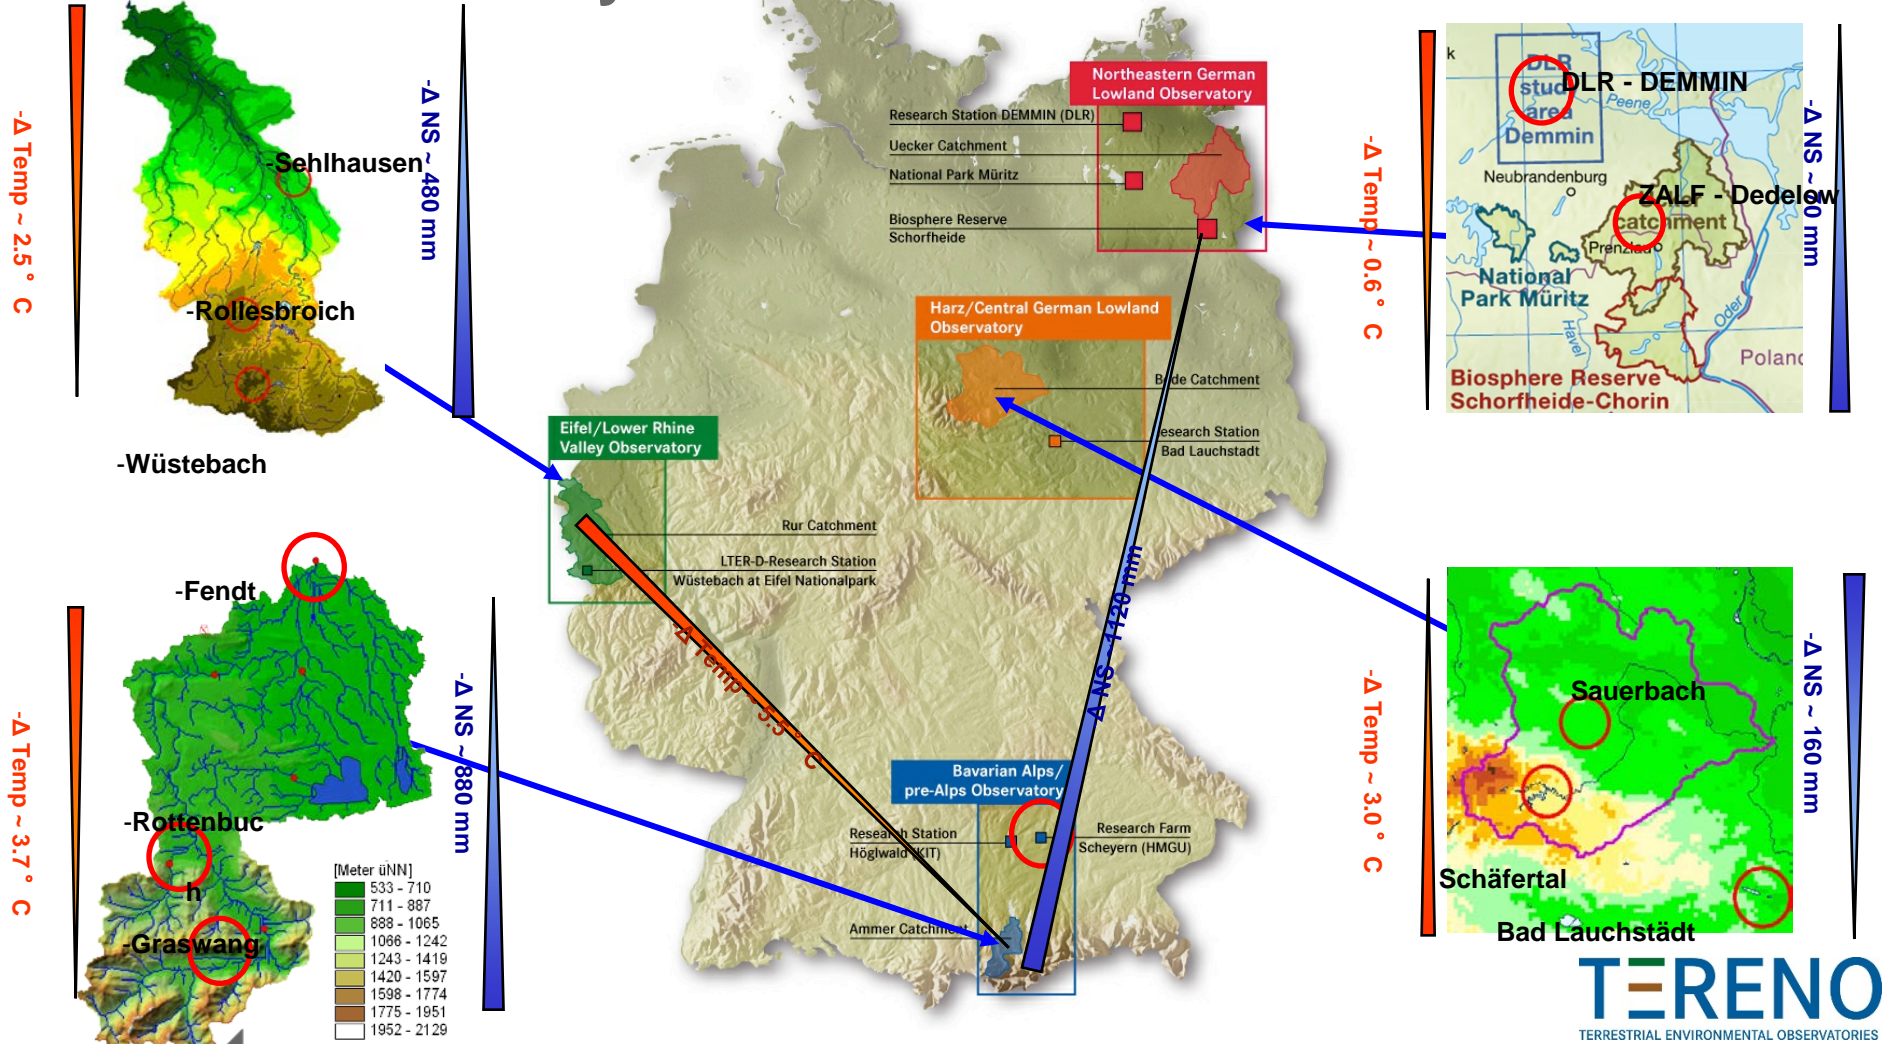 -Δ Temp ~ 2.5 ° C
-Sehlhausen
-Rollesbroich
-Wüstebach
-Δ NS ~ 480 mm
Northeastern German
Lowland Observatory
Research Station DEMMIN (DLR)
Uecker Catchment
National Park Müritz
Biosphere Reserve
Schorfheide
Harz/Central German Lowland
Observatory
Bode Catchment
Research Station
Bad Lauchstadt
Eifel/Lower Rhine
Valley Observatory
Rur Catchment
LTER-D-Research Station
Wüstebach at Eifel Nationalpark
-Δ Temp ~ 5.5 ° C
Δ NS ~1120 mm
Bavarian Alps/
pre-Alps Observatory
Research Station
Höglwald (KIT)
Research Farm
Scheyern (HMGU)
Ammer Catchment
-Δ Temp ~ 0.6 ° C
k
DLR
area
Demmin
DLR - DEMMIN
Peene
Neubrandenburg
ZALF - Dedelow
catchment
Prenzlau
National
Park Müritz
Havel
Oder
Poland
Biosphere Reserve
Schorfheide-Chorin
-Δ NS ~ mm
-Δ Temp ~ 3.7 ° C
-Fendt
-Rottenbuc
h
-Graswang
[Meter üNN]
533 - 710
711 - 887
888 - 1065
1066 - 1242
1243 - 1419
1420 - 1597
1598 - 1774
1775 - 1951
1952 - 2129
-Δ NS ~ 880 mm
-Δ Temp ~ 3.0 ° C
Sauerbach
Schäfertal
Bad Lauchstädt
-Δ NS ~ 160 mm
TERENO
TERRESTRIAL ENVIRONMENTAL OBSERVATORIES